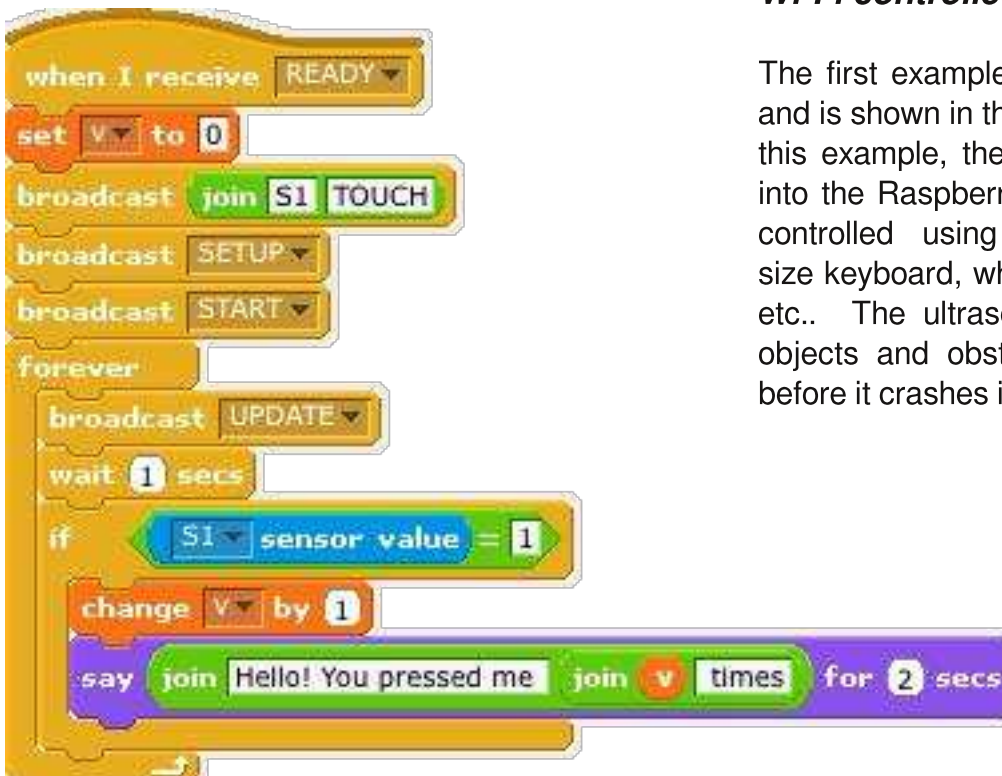 when I receive READY
set v to 0
broadcast join S1 TOUCH
broadcast SETUP
broadcast START
forever
broadcast UPDATE
wait 1 secs
if S1 sensor value = 1
change v by 1
say join Hello! You pressed me join v times for 2 secs
The first example
and is shown in th
this example, the
into the Raspberr
controlled using
size keyboard, wh
etc.. The ultras
objects and obst
before it crashes i